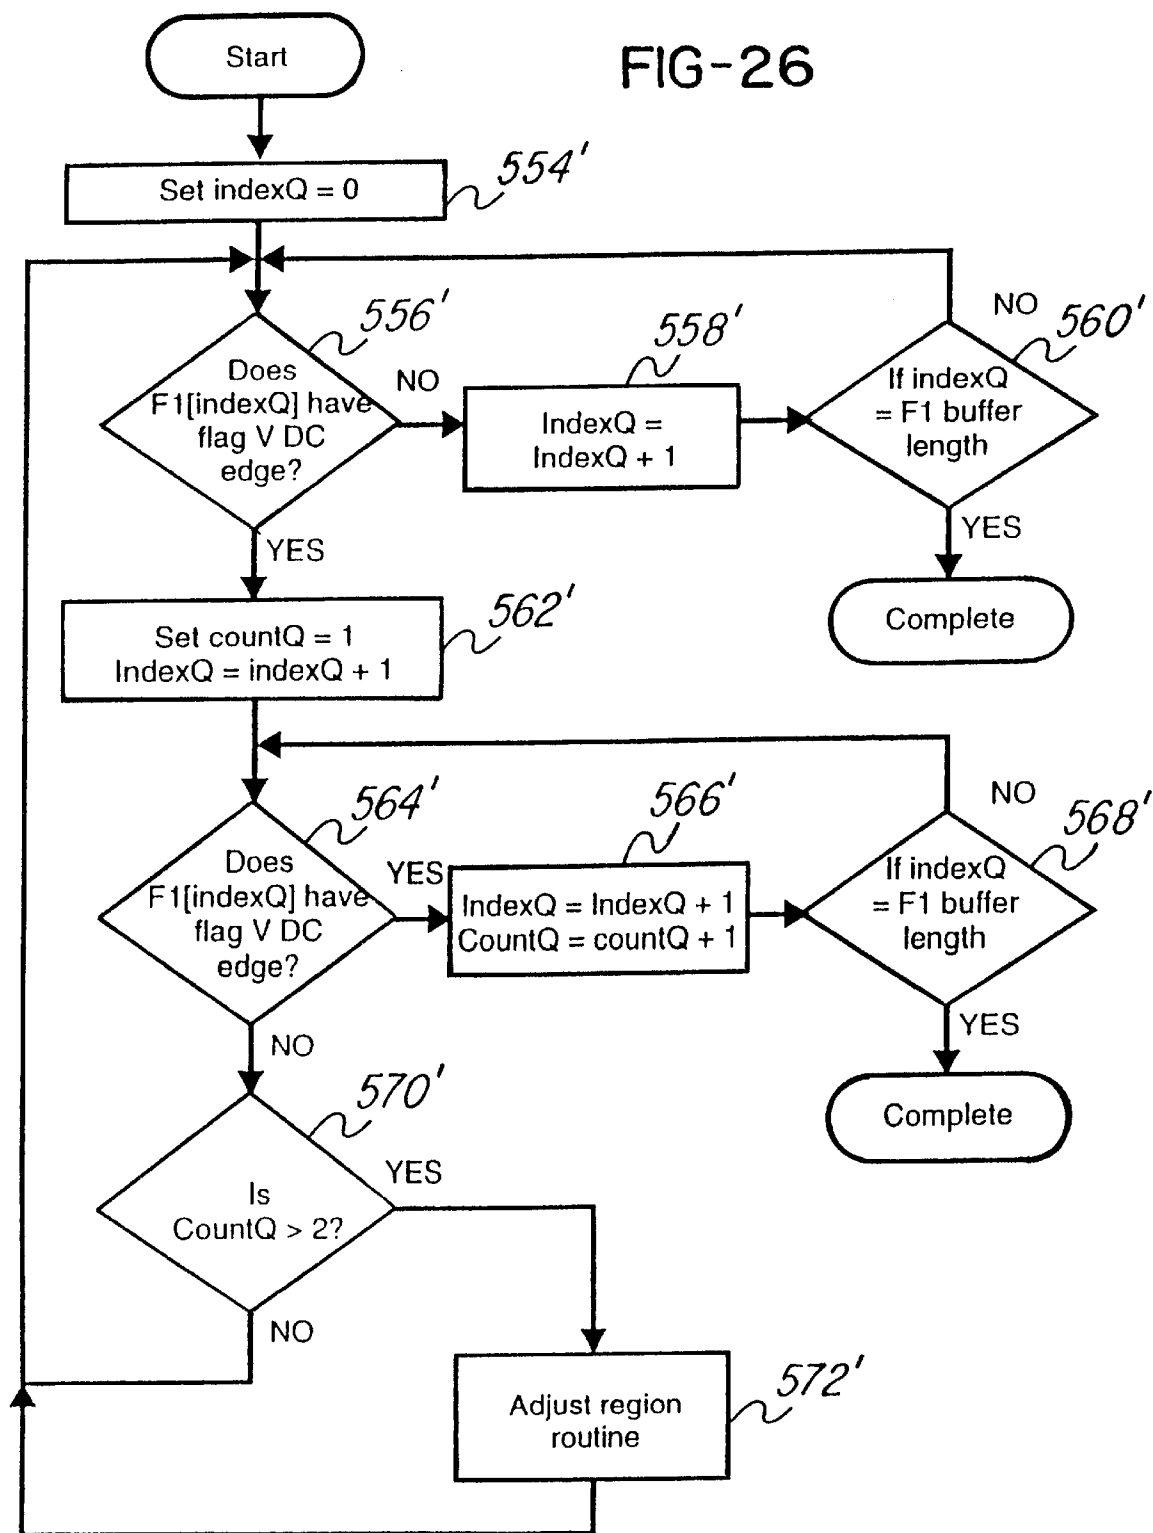 Start
FIG-26
Set indexQ = 0
554'
Does
F1[indexQ] have
flag V DC
edge?
556'
NO
IndexQ =
IndexQ + 1
558'
If indexQ
= F1 buffer
length
560'
NO
YES
Complete
YES
Set countQ = 1
IndexQ = indexQ + 1
562'
Does
F1[indexQ] have
flag V DC
edge?
564'
YES
IndexQ = IndexQ + 1
CountQ = countQ + 1
566'
If indexQ
= F1 buffer
length
568'
NO
YES
Complete
NO
Is
CountQ > 2?
570'
YES
NO
Adjust region
routine
572'